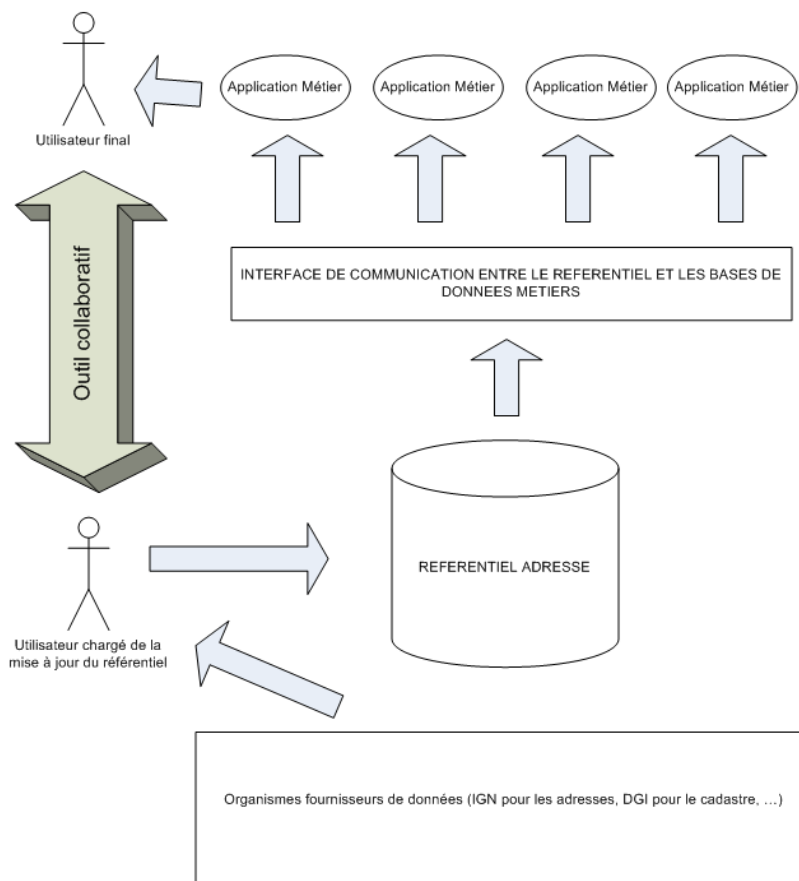 Application Métier
Application Métier
Application Métier
Application Métier
Utilisateur final
Outil collaboratif
INTERFACE DE COMMUNICATION ENTRE LE REFERENTIEL ET LES BASES DE
DONNEES METIERS
REFERENTIEL ADRESSE
Utilisateur chargé de la
mise à jour du référentiel
Organismes fournisseurs de données (IGN pour les adresses, DGI pour le cadastre, …)